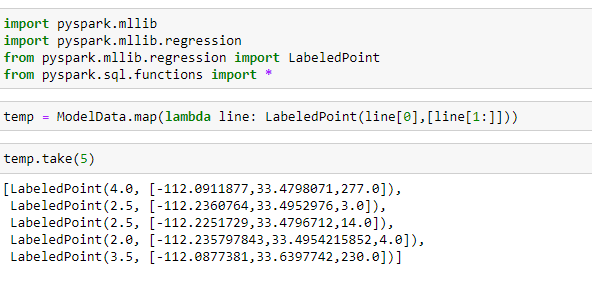 import pyspark.mllib
import pyspark.mllib.regression
from pyspark.mllib.regression import LabeledPoint
from pyspark.sql.functions import *
temp = ModelData.map(lambda line: LabeledPoint(line[0],[line[1:]]))
temp.take(5)
[LabeledPoint(4.0, [-112.0911877,33.4798071,277.0]),
 LabeledPoint(2.5, [-112.2360764,33.4952976,3.0]),
 LabeledPoint(2.5, [-112.2251729,33.4796712,14.0]),
 LabeledPoint(2.0, [-112.235797843,33.4954215852,4.0]),
 LabeledPoint(3.5, [-112.0877381,33.6397742,230.0])]